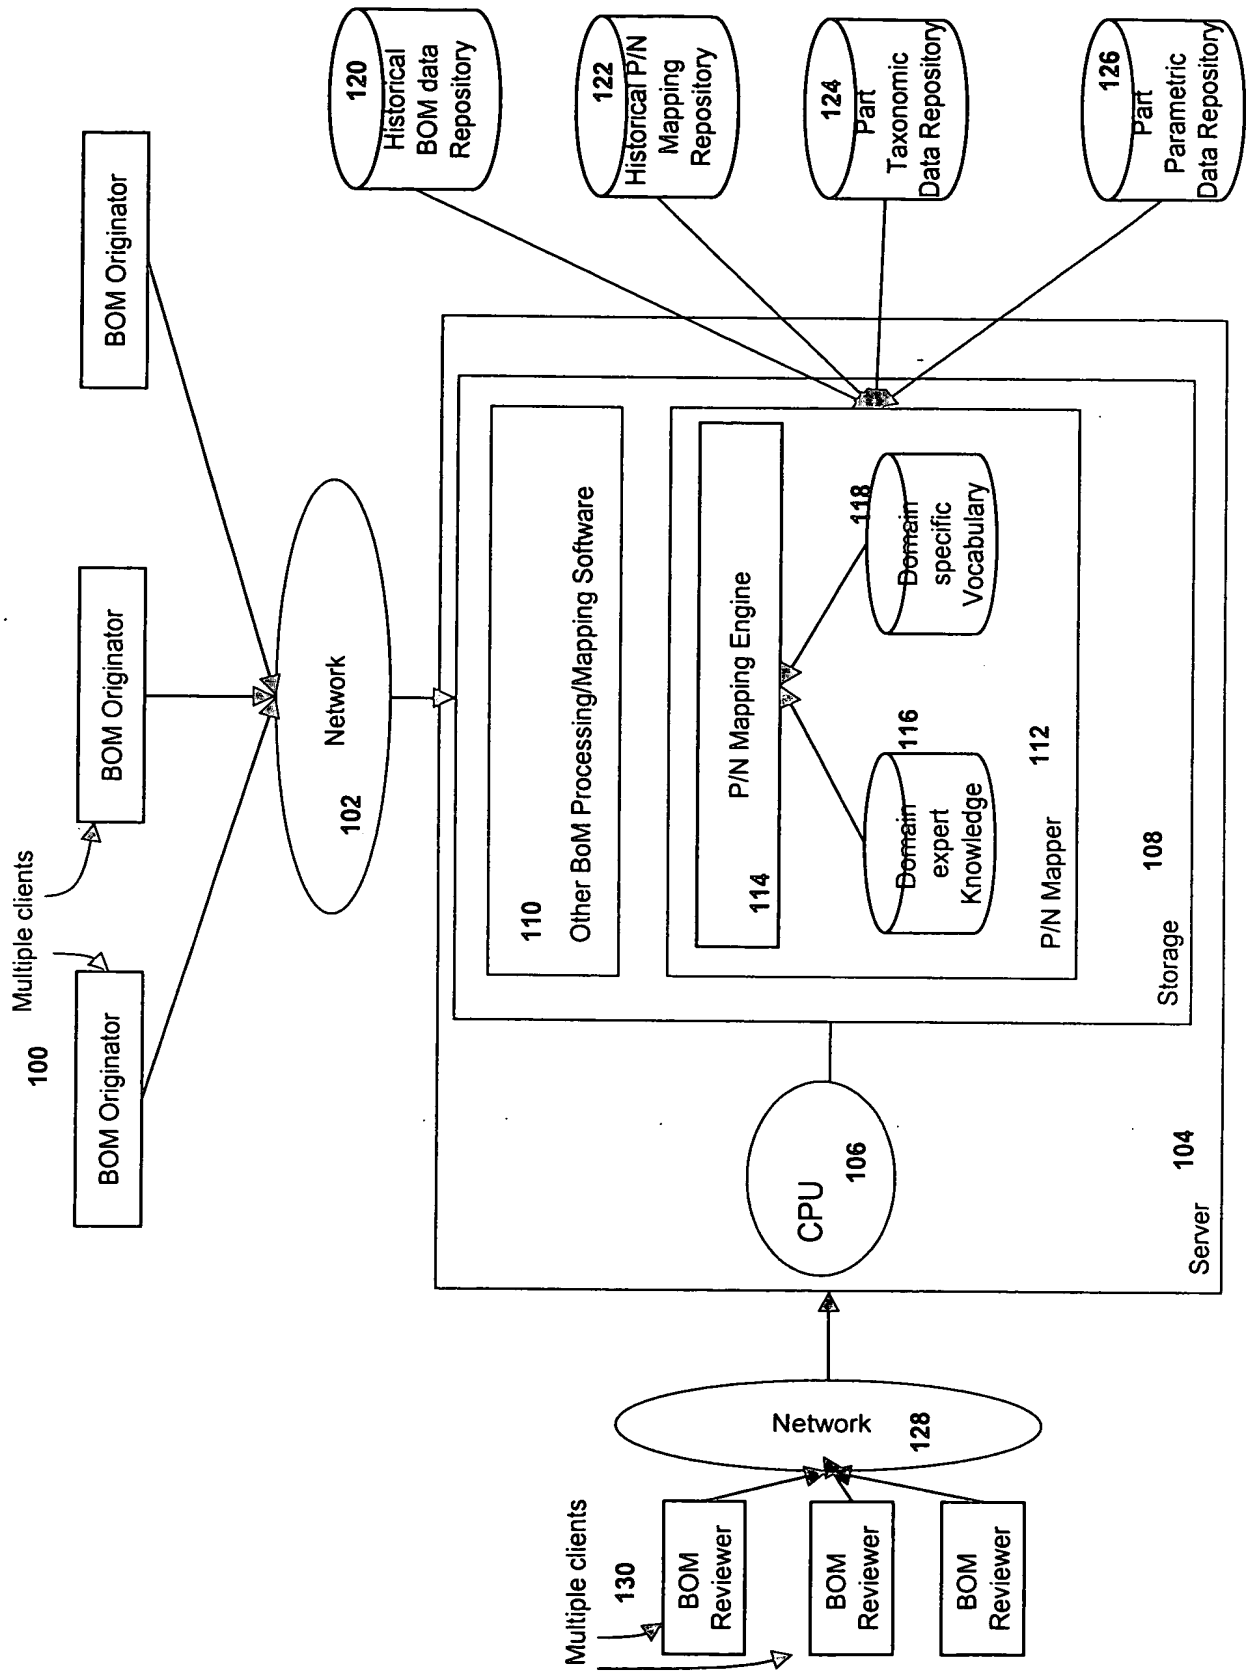 Multiple clients
100
BOM Originator
BOM Originator
BOM Originator
Network
102
120
Historical
BOM data
Repository
122
Historical P/N
Mapping
Repository
124
Part
Taxonomic
Data Repository
126
Part
Parametric
Data Repository
110
Other BoM Processing/Mapping Software
P/N Mapping Engine
114
116
Domain
expert
Knowledge
118
Domain
specific
Vocabulary
P/N Mapper
112
Storage
108
CPU
106
Server
104
Network
128
Multiple clients
130
BOM
Reviewer
BOM
Reviewer
BOM
Reviewer